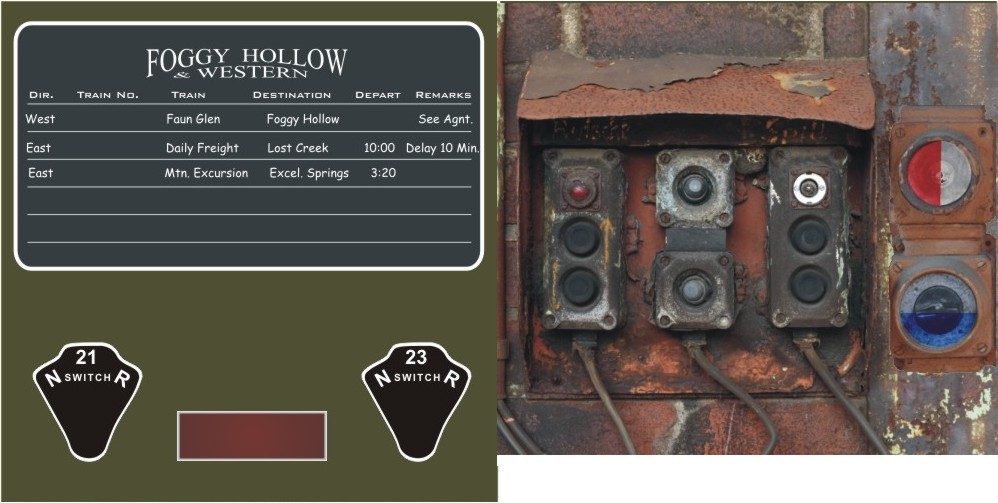 FOGGY HOLLOW
& WESTERN
DIR. TRAIN NO. TRAIN DESTINATION DEPART REMARKS
West Faun Glen Foggy Hollow See Agnt.
East Daily Freight Lost Creek 10:00 Delay 10 Min.
East Mtn. Excursion Excel. Springs 3:20
21
N SWITCH R
23
N SWITCH R